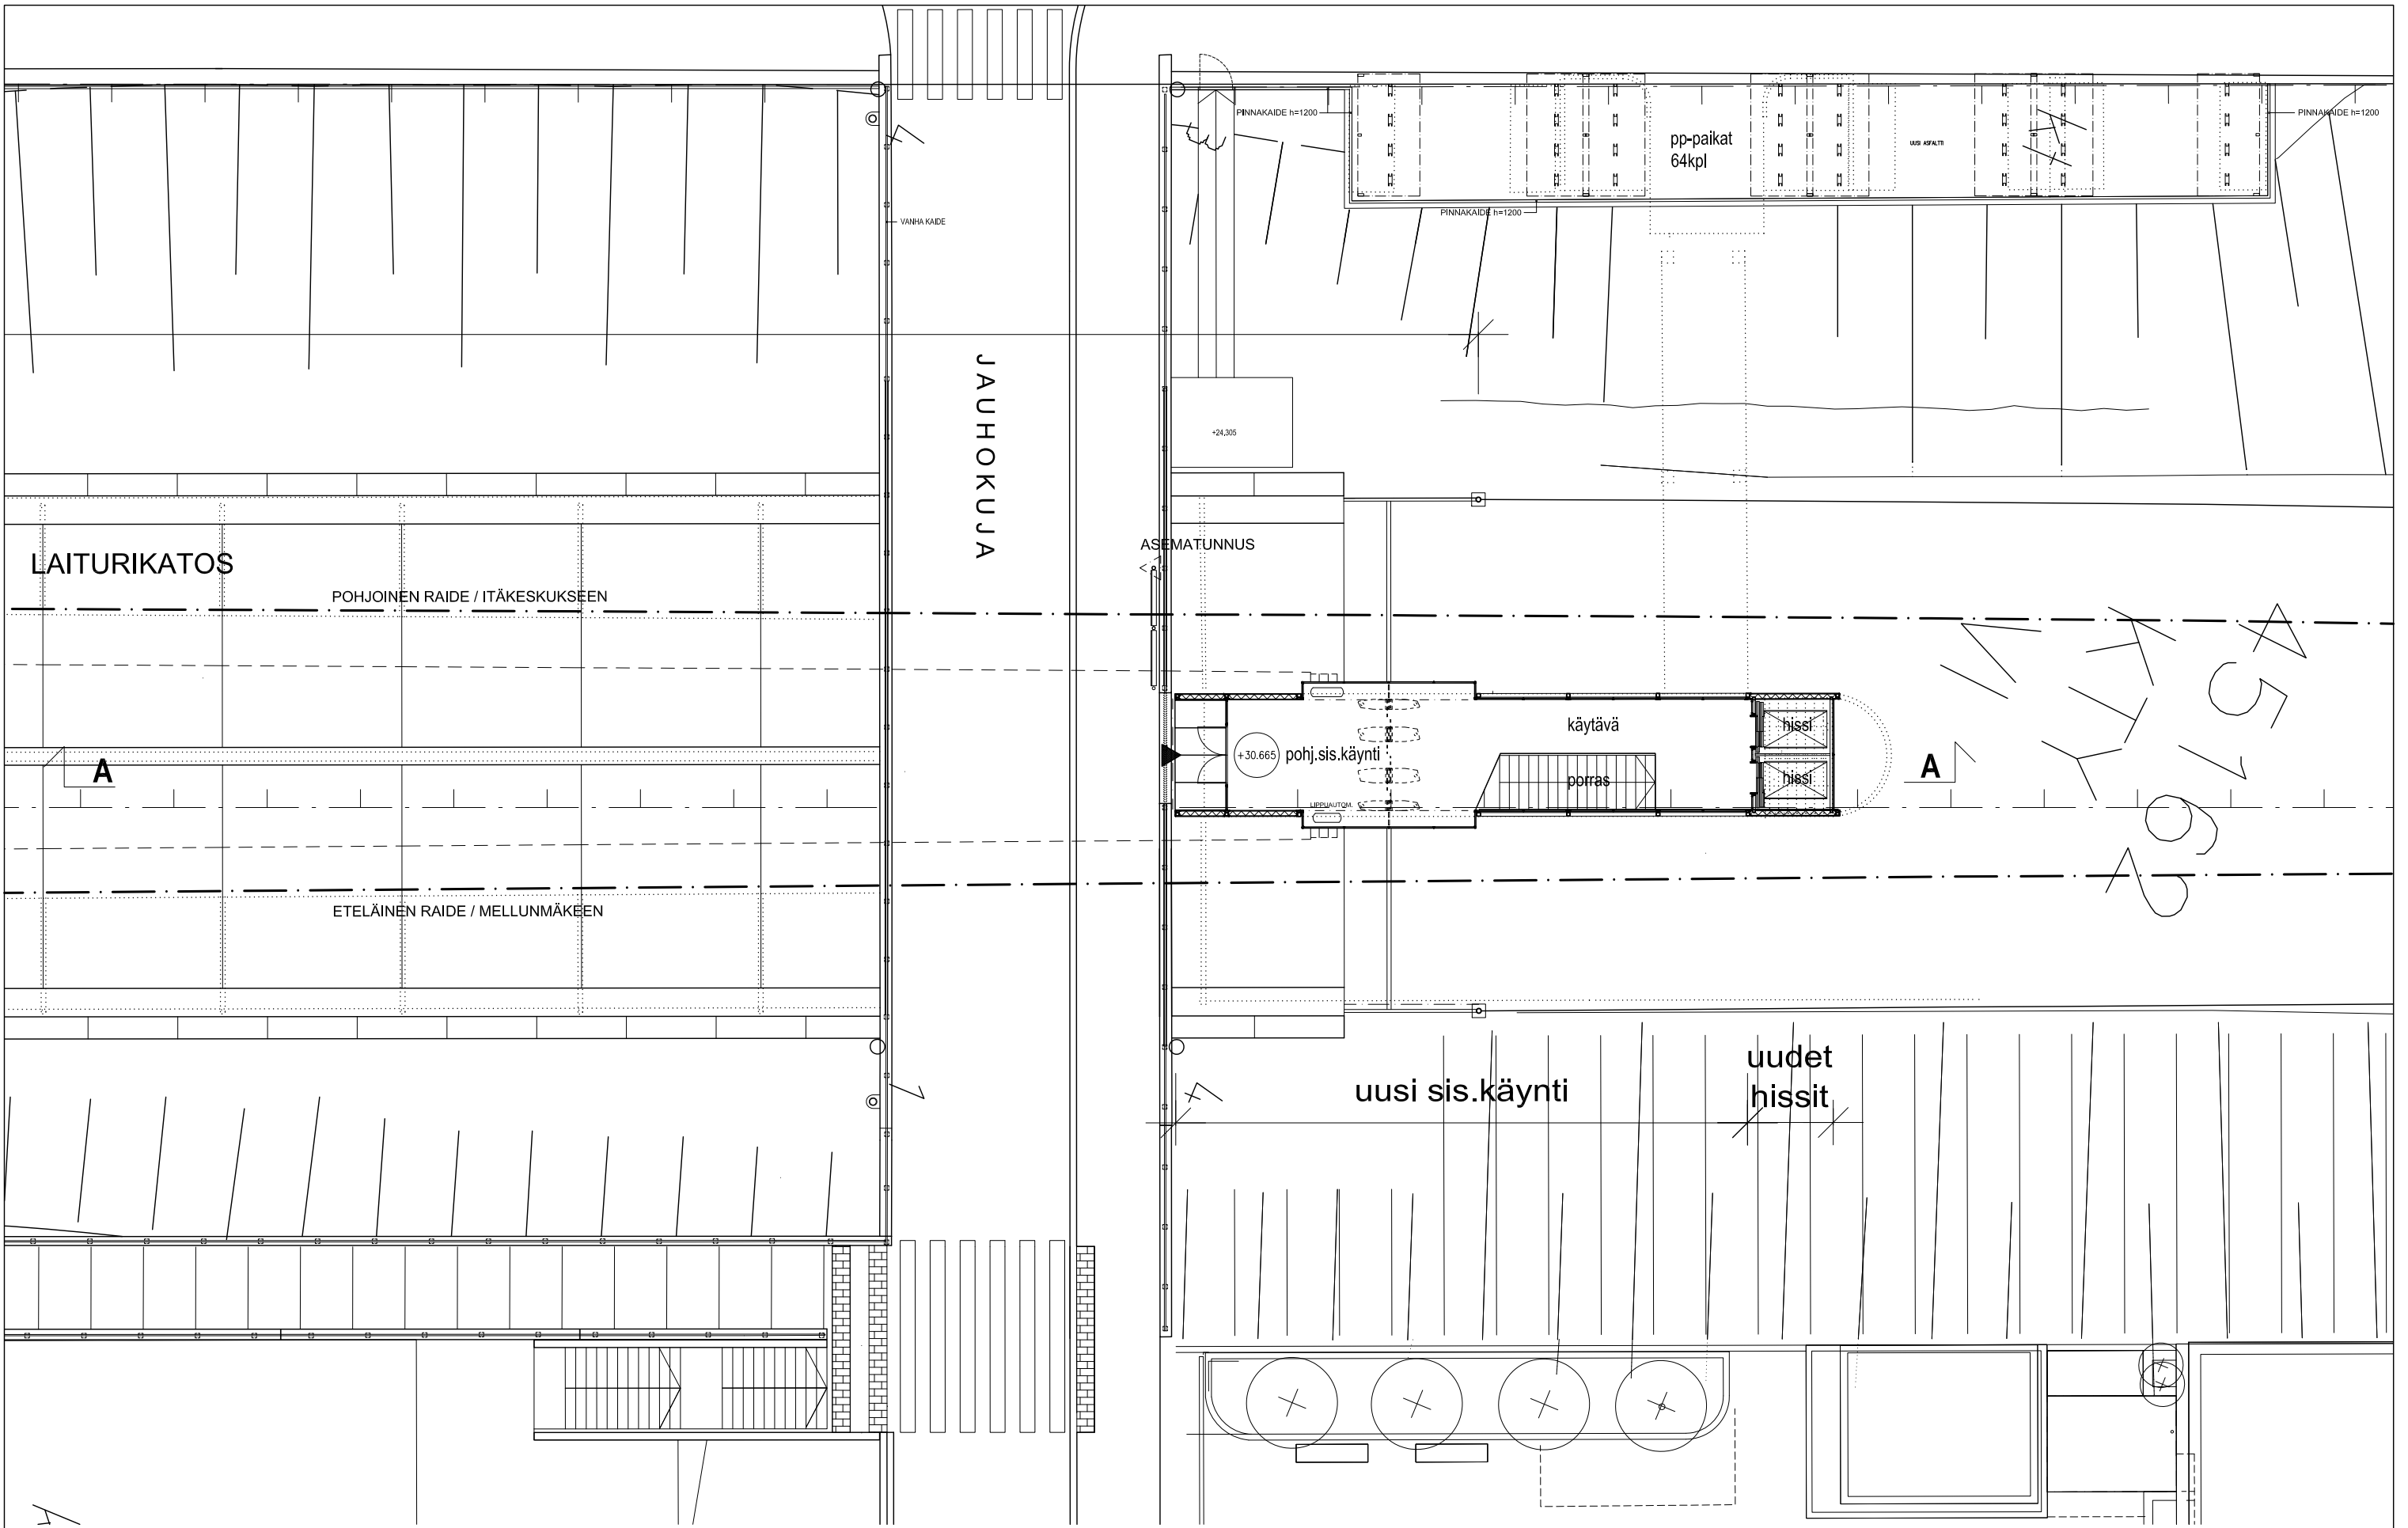 PINNAKAIDE h=1200
PINNAKAIDE h=1200
pp-paikat
64kpl
UUSI ASFALTTI
PINNAKAIDE h=1200
VANHA KAIDE
JAUHOKUJA
+24,305
ASEMATUNNUS
LAITURIKATOS
POHJOINEN RAIDE / ITÄKESKUKSEEN
käytävä
hissi
+30.665
pohj.sis.käynti
A
A
porras
hissi
LIPPUAUTOM.
ETELÄINEN RAIDE / MELLUNMÄKEEN
uusi sis.käynti
uudet
hissit